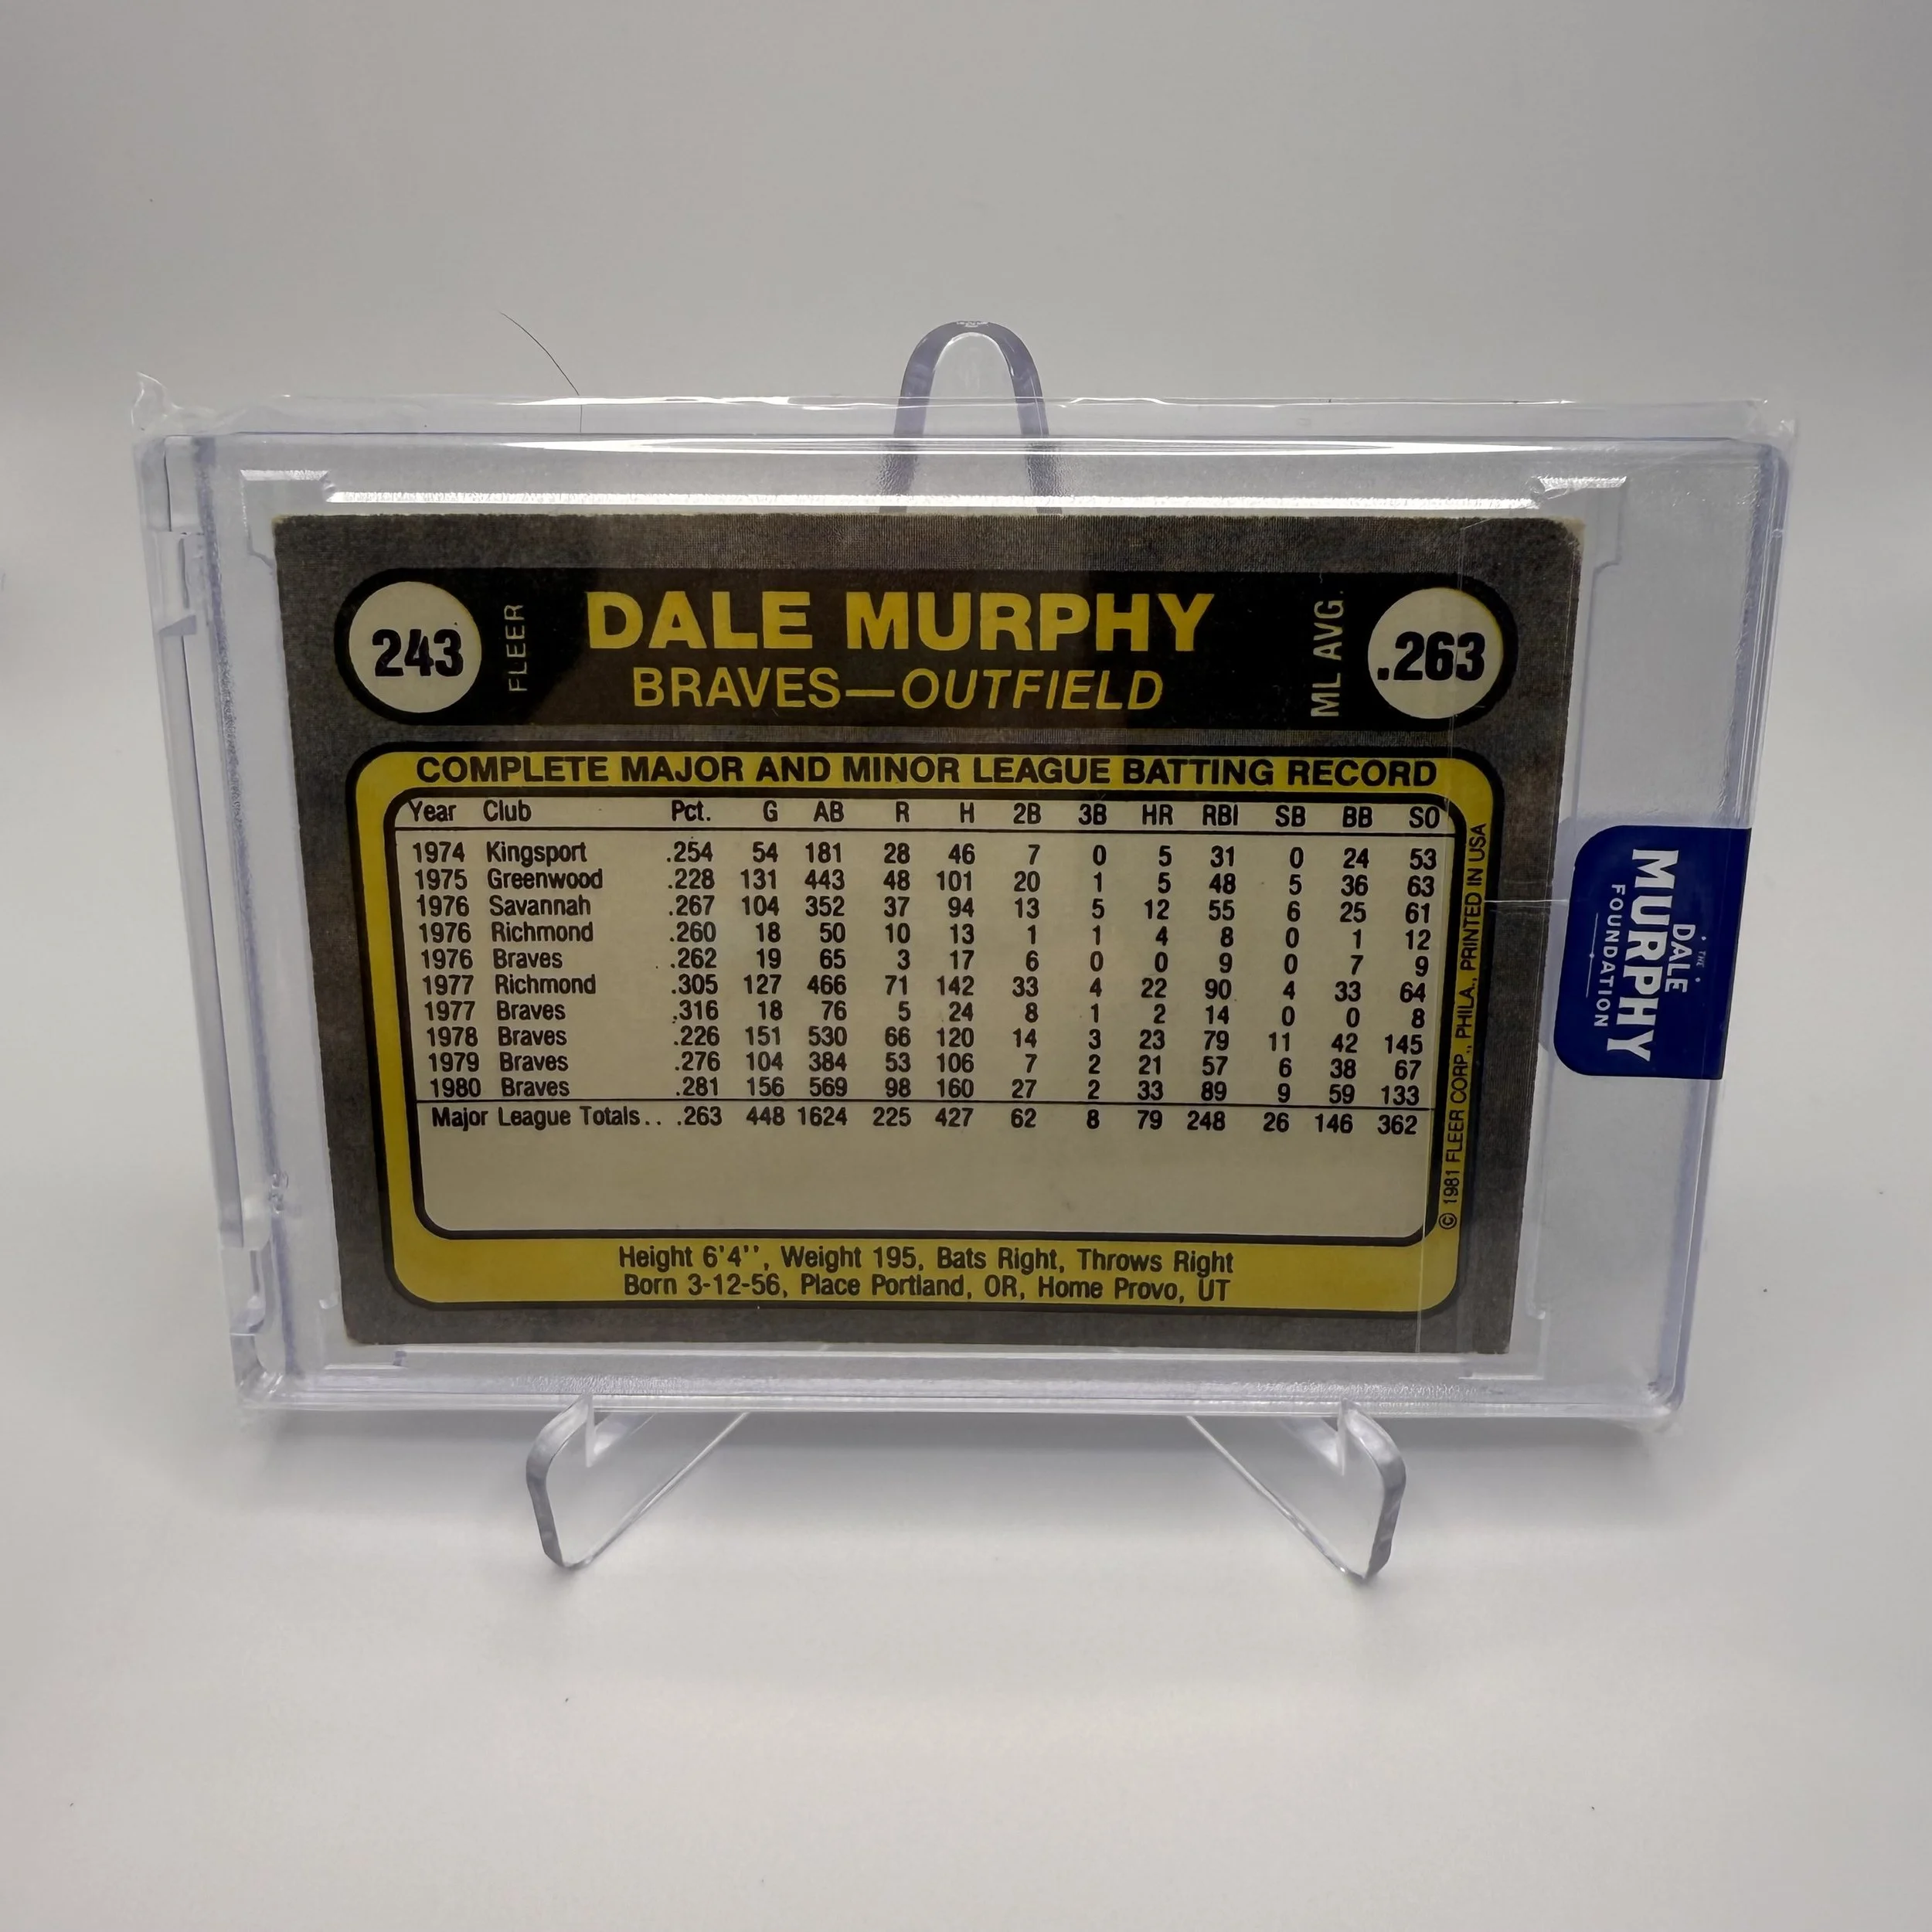 243
FLEER
DALE MURPHY
BRAVES—OUTFIELD
ML AVG.
.263
COMPLETE MAJOR AND MINOR LEAGUE BATTING RECORD
Year Club Pct. G AB R H 2B 3B HR RBI SB BB SO
1974 Kingsport .254 54 181 28 46 7 0 5 31 0 24 53
1975 Greenwood .228 131 443 48 101 20 1 5 48 5 36 63
1976 Savannah .267 104 352 37 94 13 5 12 55 6 25 61
1976 Richmond .260 18 50 10 13 1 1 4 8 0 1 12
1976 Braves .262 19 65 3 17 6 0 0 9 0 7 9
1977 Richmond .305 127 466 71 142 33 4 22 90 4 33 64
1977 Braves .316 18 76 5 24 8 1 2 14 0 0 8
1978 Braves .226 151 530 66 120 14 3 23 79 11 42 145
1979 Braves .276 104 384 53 106 7 2 21 57 6 38 67
1980 Braves .281 156 569 98 160 27 2 33 89 9 59 133
Major League Totals.. .263 448 1624 225 427 62 8 79 248 26 146 362
Height 6'4'', Weight 195, Bats Right, Throws Right
Born 3-12-56, Place Portland, OR, Home Provo, UT
© 1981 FLEER CORP., PHILA., PRINTED IN USA
THE
DALE
MURPHY
FOUNDATION